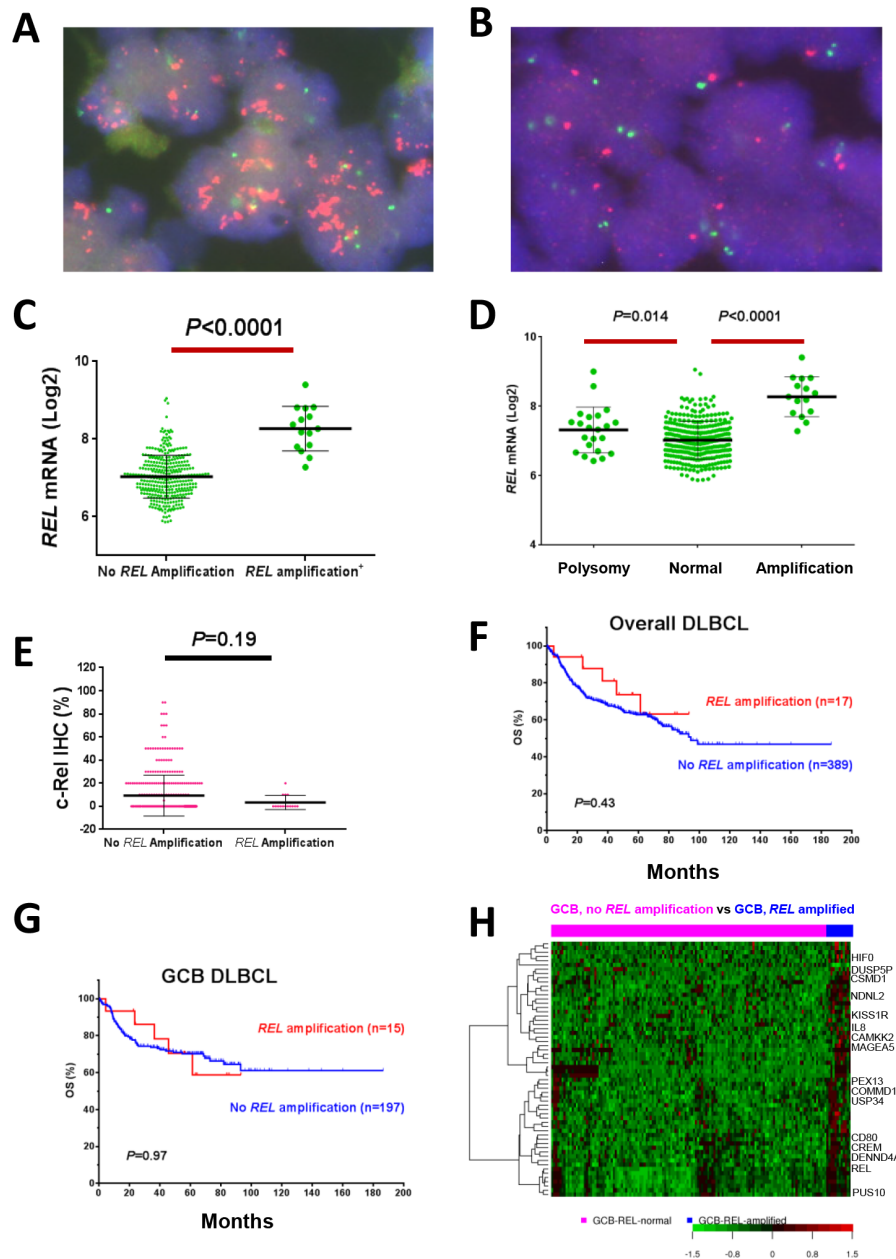 A
B
C
P<0.0001
REL mRNA (Log2)
10
8
6
No REL Amplification
REL amplification+
D
P=0.014
P<0.0001
REL mRNA (Log2)
10
8
6
4
Polysomy
Normal
Amplification
E
P=0.19
c-Rel IHC (%)
120
100
80
60
40
20
0
-20
No REL Amplification
REL Amplification
F
Overall DLBCL
OS (%)
100
80
60
40
20
0
REL amplification (n=17)
No REL amplification (n=389)
P=0.43
0 20 40 60 80 100 120 140 160 180 200
Months
G
GCB DLBCL
OS (%)
100
80
60
40
20
0
REL amplification (n=15)
No REL amplification (n=197)
P=0.97
0 20 40 60 80 100 120 140 160 180 200
Months
H
GCB, no REL amplification vs GCB, REL amplified
HIF0
DUSP5P
CSMD1
NDNL2
KISS1R
IL8
CAMKK2
MAGEA5
PEX13
COMMD1
USP34
CD80
CREM
DENND4A
REL
PUS10
GCB-REL-normal
GCB-REL-amplified
-1.5 -0.8 0 0.8 1.5